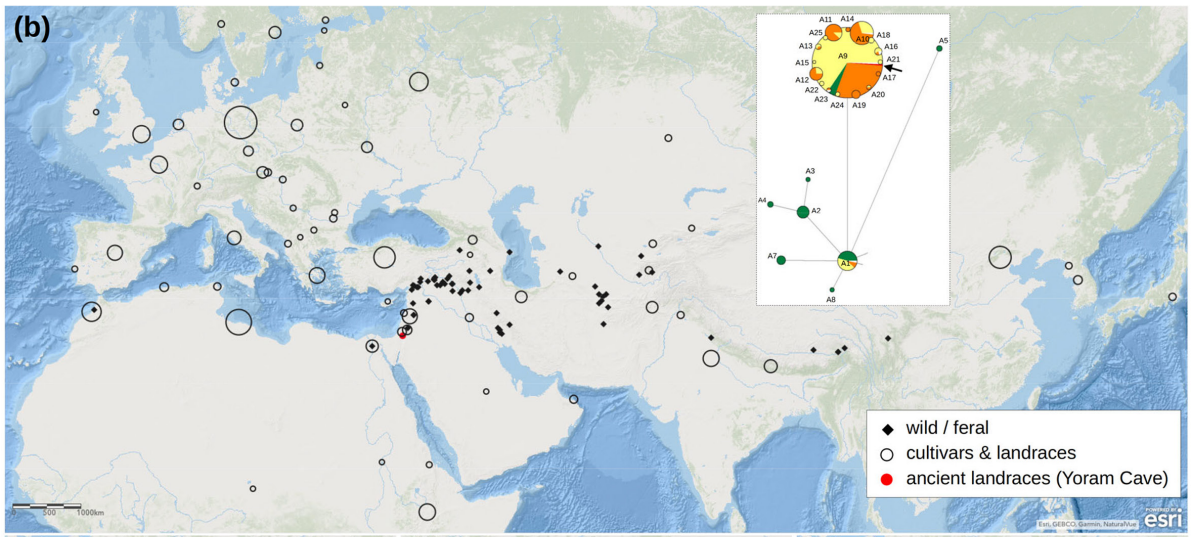 (b)
A11
A14
A25
A10
A18
A5
A13
A16
A9
A21
A15
A17
A12
A22
A20
A23
A24
A19
A3
A4
A2
A7
A1
A8
wild / feral
cultivars & landraces
ancient landraces (Yoram Cave)
0 500 1000km
POWERED BY
esri
Esri, GEBCO, Garmin, NaturalVue